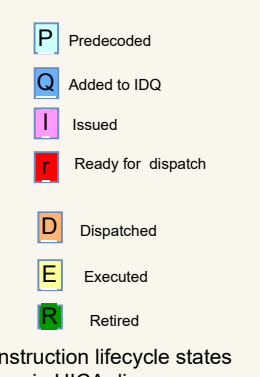 P Predecoded
Q Added to IDQ
I Issued
r Ready for dispatch
D Dispatched
E Executed
R Retired
nstruction lifecycle states